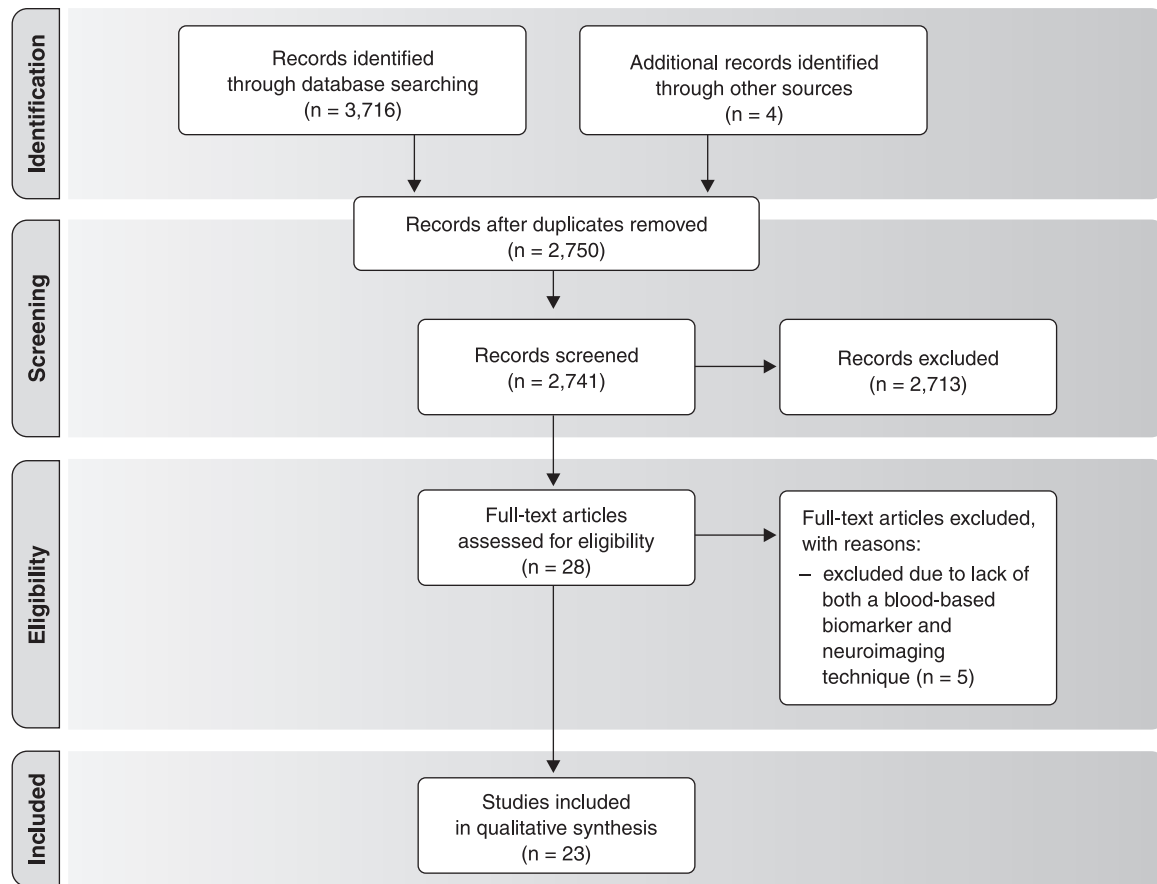 Identification
Records identified
through database searching
(n = 3,716)
Additional records identified
through other sources
(n = 4)
Records after duplicates removed
(n = 2,750)
Screening
Records screened
(n = 2,741)
Records excluded
(n = 2,713)
Eligibility
Full-text articles
assessed for eligibility
(n = 28)
Full-text articles excluded,
with reasons:
– excluded due to lack of
both a blood-based
biomarker and
neuroimaging
technique (n = 5)
Included
Studies included
in qualitative synthesis
(n = 23)